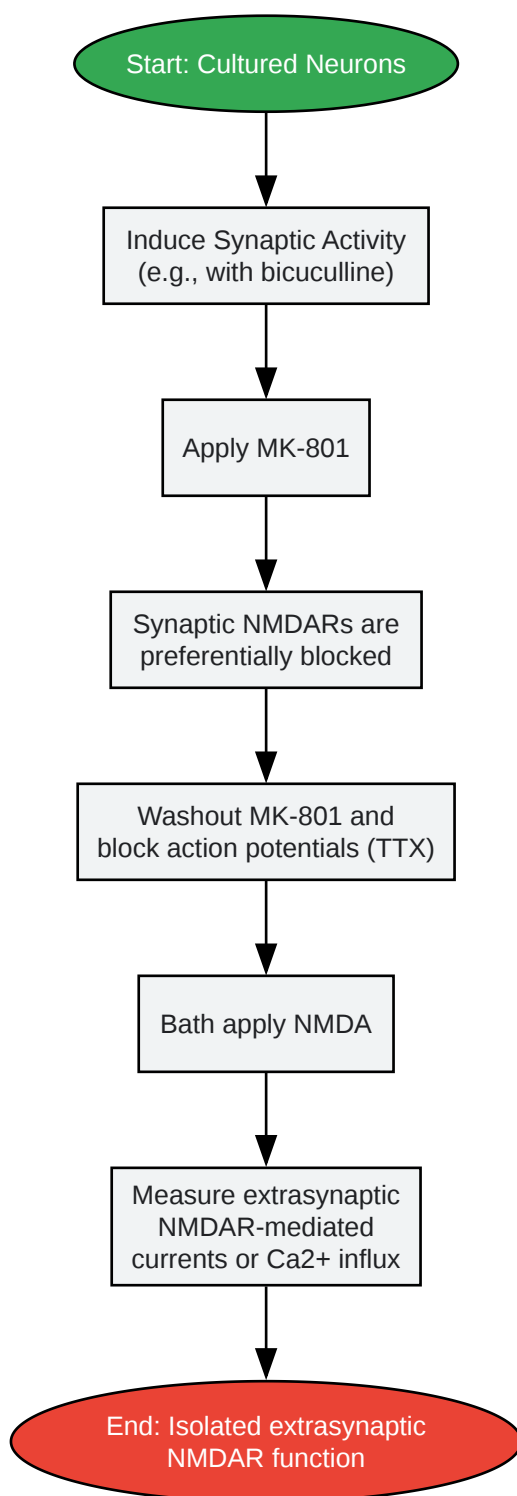 Start: Cultured Neurons
Induce Synaptic Activity
(e.g., with bicuculline)
Apply MK-801
Synaptic NMDARs are
preferentially blocked
Washout MK-801 and
block action potentials (TTX)
Bath apply NMDA
Measure extrasynaptic
NMDAR-mediated
currents or Ca2+ influx
End: Isolated extrasynaptic
NMDAR function